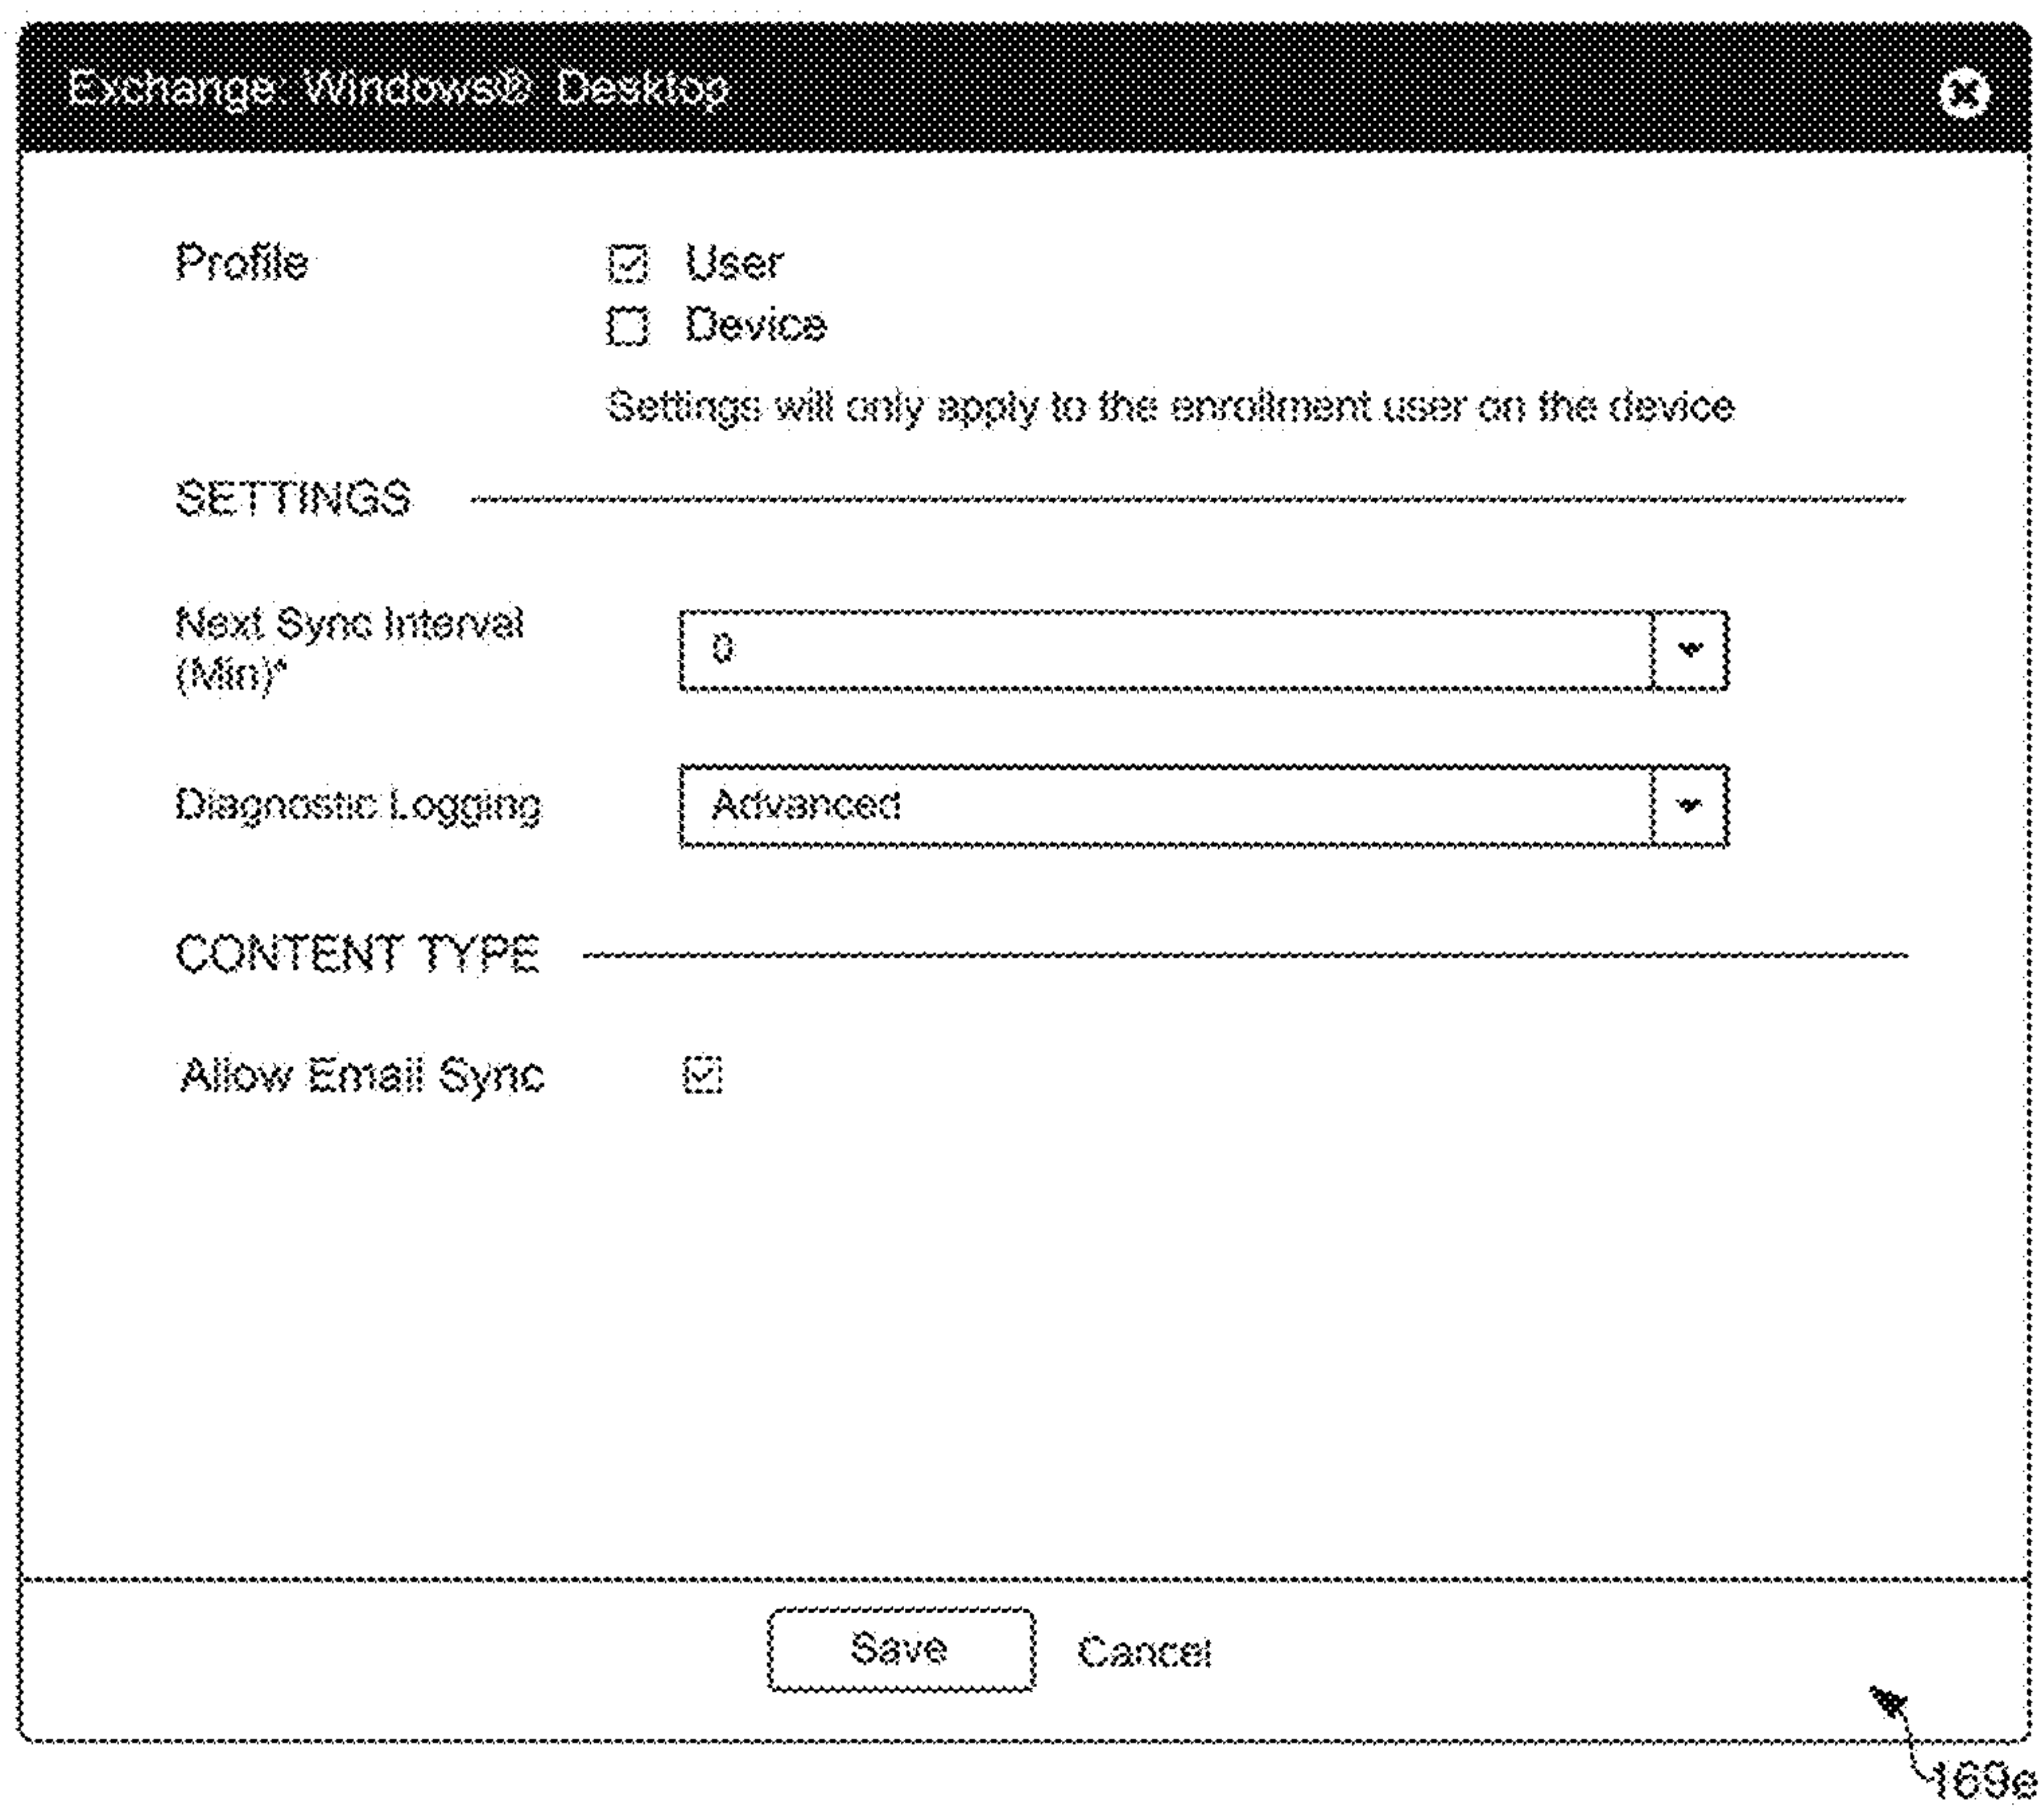 Exchange: Windows® Desktop
Profile
User
Device
Settings will only apply to the enrollment user on the device
SETTINGS
Next Sync Interval
(Min)*
0
Diagnostic Logging
Advanced
CONTENT TYPE
Allow Email Sync
Save
Cancel
169e